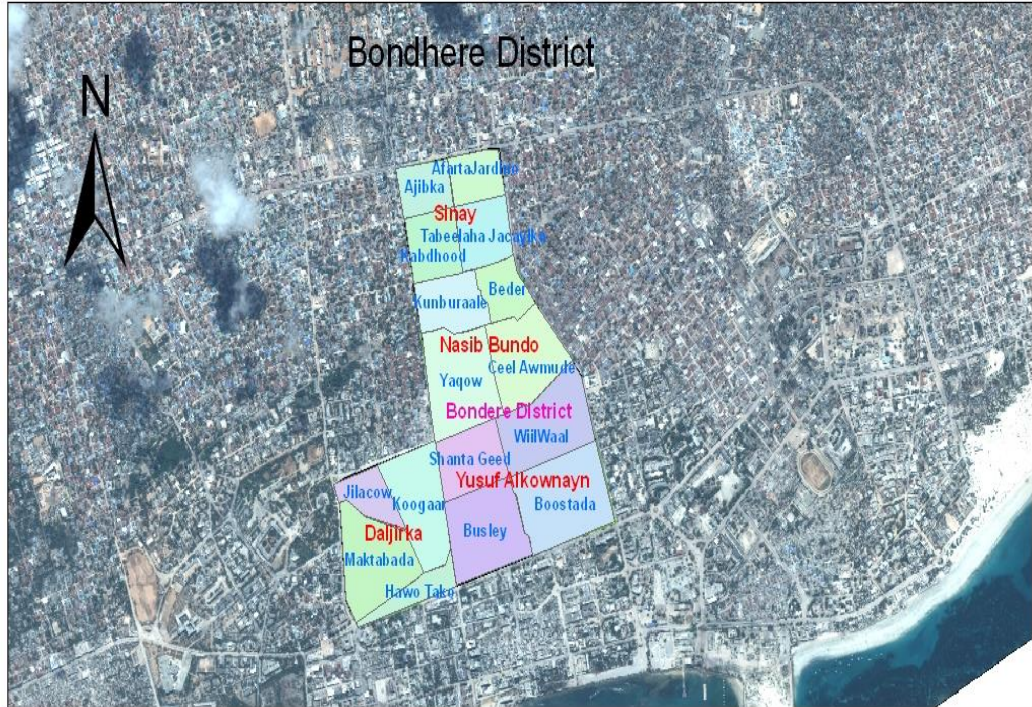 Bondhere District
N
AfartaJardino
Ajibka
Sinay
Tabeelaha Jacaylka
Rabdhood
Beder
Kunburaale
Nasib Bundo
Ceel Awmude
Yaqow
Bondere District
WiilWaal
Shanta Geed
Yusuf Alkownayn
Jilacow
Koogaar
Boostada
Busley
Daljirka
Maktabada
Hawo Tako